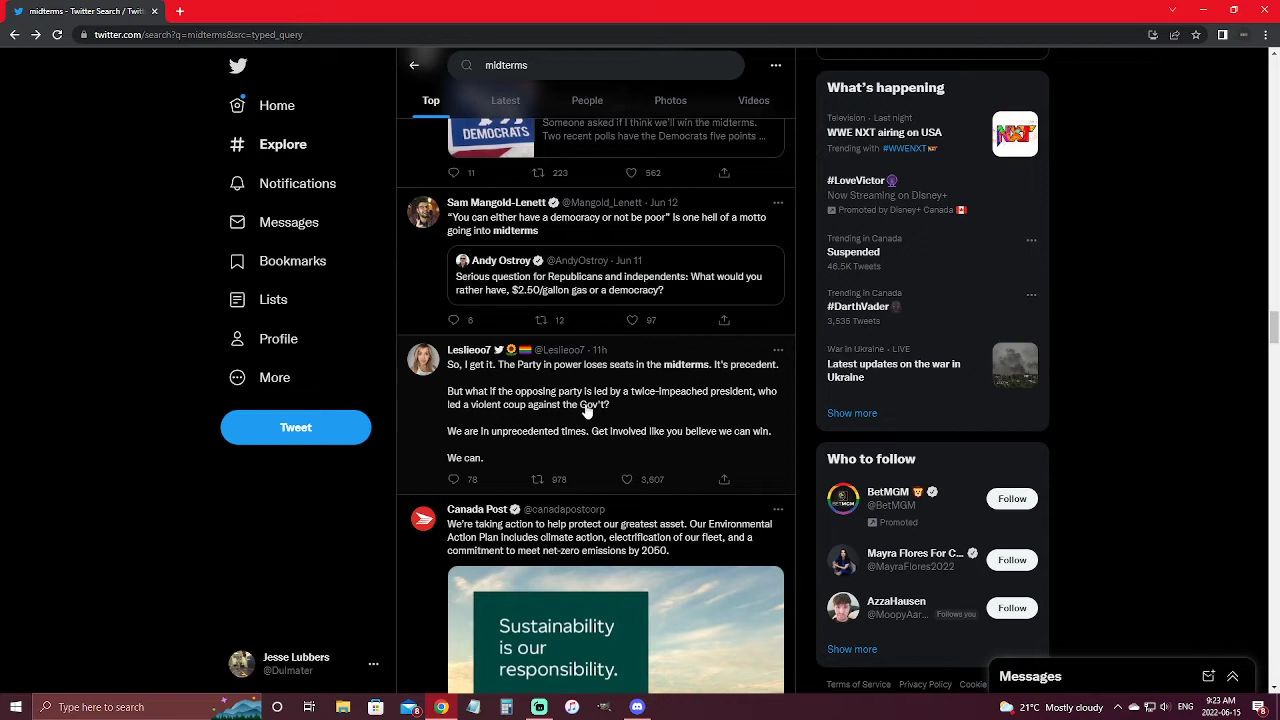 midterms - Twitter Search / Twitt
twitter.com/search?q=midterms&src=typed_query
midterms
Home
Explore
Notifications
Messages
Bookmarks
Lists
Profile
More
Tweet
Jesse Lubbers
@Dulmater
Top
Latest
People
Photos
Videos
DEMOCRATS
Someone asked if I think we'll win the midterms.
Two recent polls have the Democrats five points ...
11 223 562
Sam Mangold-Lenett @Mangold_Lenett · Jun 12
“You can either have a democracy or not be poor” is one hell of a motto
going into midterms
Andy Ostroy @AndyOstroy · Jun 11
Serious question for Republicans and independents: What would you
rather have, $2.50/gallon gas or a democracy?
6 12 97
Leslieoo7 @Leslieoo7 · 11h
So, I get it. The Party in power loses seats in the midterms. It's precedent.
But what if the opposing party is led by a twice-impeached president, who
led a violent coup against the Gov't?
We are in unprecedented times. Get involved like you believe we can win.
We can.
78 978 3,607
Canada Post @canadapostcorp
We're taking action to help protect our greatest asset. Our Environmental
Action Plan includes climate action, electrification of our fleet, and a
commitment to meet net-zero emissions by 2050.
Sustainability
is our
responsibility.
What's happening
Television · Last night
WWE NXT airing on USA
Trending with #WWENXT
NXT
#LoveVictor
Now Streaming on Disney+
Promoted by Disney+ Canada
Trending in Canada
Suspended
46.5K Tweets
Trending in Canada
#DarthVader
3,535 Tweets
War in Ukraine · LIVE
Latest updates on the war in
Ukraine
Show more
Who to follow
BetMGM
@BetMGM
Promoted
Follow
Mayra Flores For C...
@MayraFlores2022
Follow
AzzaHausen
@MoopyAar... Follows you
Follow
Show more
Terms of Service Privacy Policy Cookie
Messages
Type here to search
21°C Mostly cloudy
9:23 AM
2022-06-15